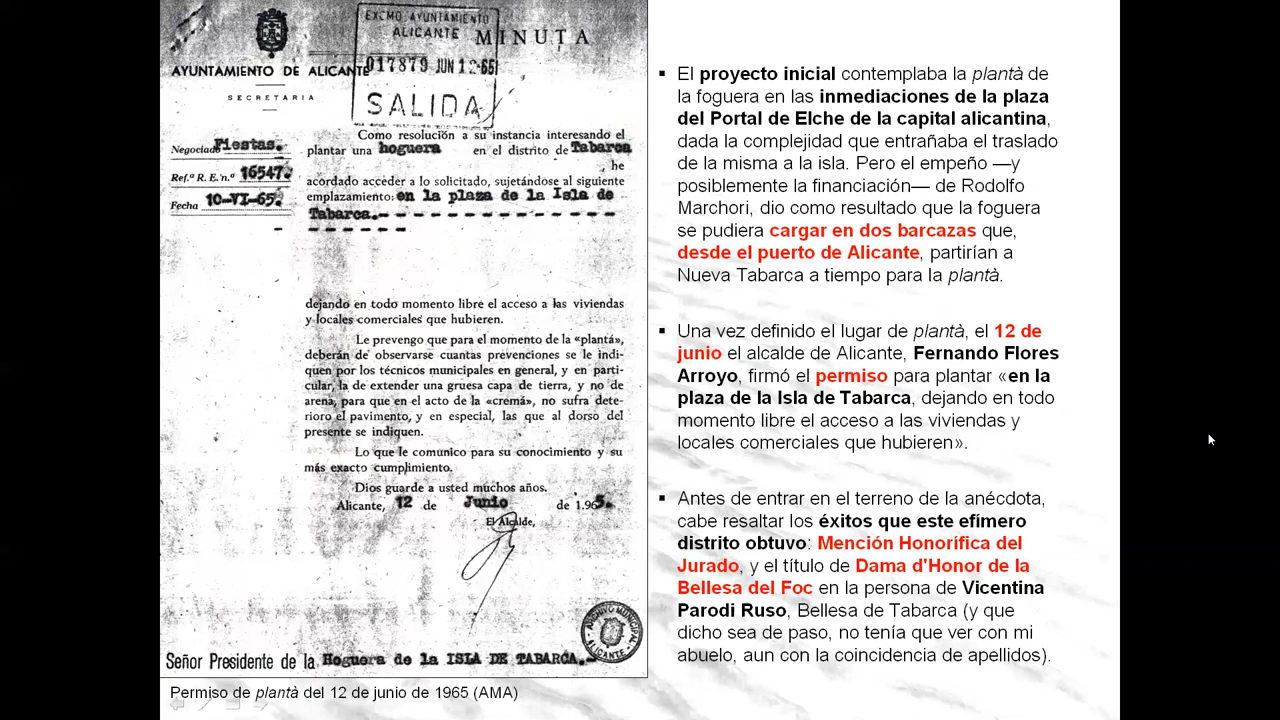 EXCMO AYUNTAMIENTO
ALICANTE
MINUTA
017879 JUN 12-65
SALIDA
AYUNTAMIENTO DE ALICANTE
SECRETARIA
Negociado Fiestas.
Ref.ª R. E. n.º 16547.
Fecha 10-VI-65.
Como resolución a su instancia interesando el
plantar una hoguera en el distrito de Tabarca
he
acordado acceder a lo solicitado, sujetándose al siguiente
emplazamiento: en la plaza de la Isla de
Tabarca.- - - - - - - - - - - - - - - -
- - - - - -
dejando en todo momento libre el acceso a las viviendas
y locales comerciales que hubieren.
Le prevengo que para el momento de la «plantá»,
deberán de observarse cuantas prevenciones se le indi-
quen por los técnicos municipales en general, y en parti-
cular, la de extender una gruesa capa de tierra, y no de
arena, para que en el acto de la «cremá», no sufra dete-
rioro el pavimento, y en especial, las que al dorso del
presente se indiquen.
Lo que le comunico para su conocimiento y su
más exacto cumplimiento.
Dios guarde a usted muchos años.
Alicante, 12 de Junio de 1.965.
El Alcalde,
ARCHIVO MUNICIPAL
ALICANTE
Señor Presidente de la Hoguera de la ISLA DE TABARCA.-
Permiso de plantà del 12 de junio de 1965 (AMA)
▪ El proyecto inicial contemplaba la plantà de
la foguera en las inmediaciones de la plaza
del Portal de Elche de la capital alicantina,
dada la complejidad que entrañaba el traslado
de la misma a la isla. Pero el empeño —y
posiblemente la financiación— de Rodolfo
Marchori, dio como resultado que la foguera
se pudiera cargar en dos barcazas que,
desde el puerto de Alicante, partirían a
Nueva Tabarca a tiempo para la plantà.
▪ Una vez definido el lugar de plantà, el 12 de
junio el alcalde de Alicante, Fernando Flores
Arroyo, firmó el permiso para plantar «en la
plaza de la Isla de Tabarca, dejando en todo
momento libre el acceso a las viviendas y
locales comerciales que hubieren».
▪ Antes de entrar en el terreno de la anécdota,
cabe resaltar los éxitos que este efímero
distrito obtuvo: Mención Honorífica del
Jurado, y el título de Dama d'Honor de la
Bellesa del Foc en la persona de Vicentina
Parodi Ruso, Bellesa de Tabarca (y que
dicho sea de paso, no tenía que ver con mi
abuelo, aun con la coincidencia de apellidos).